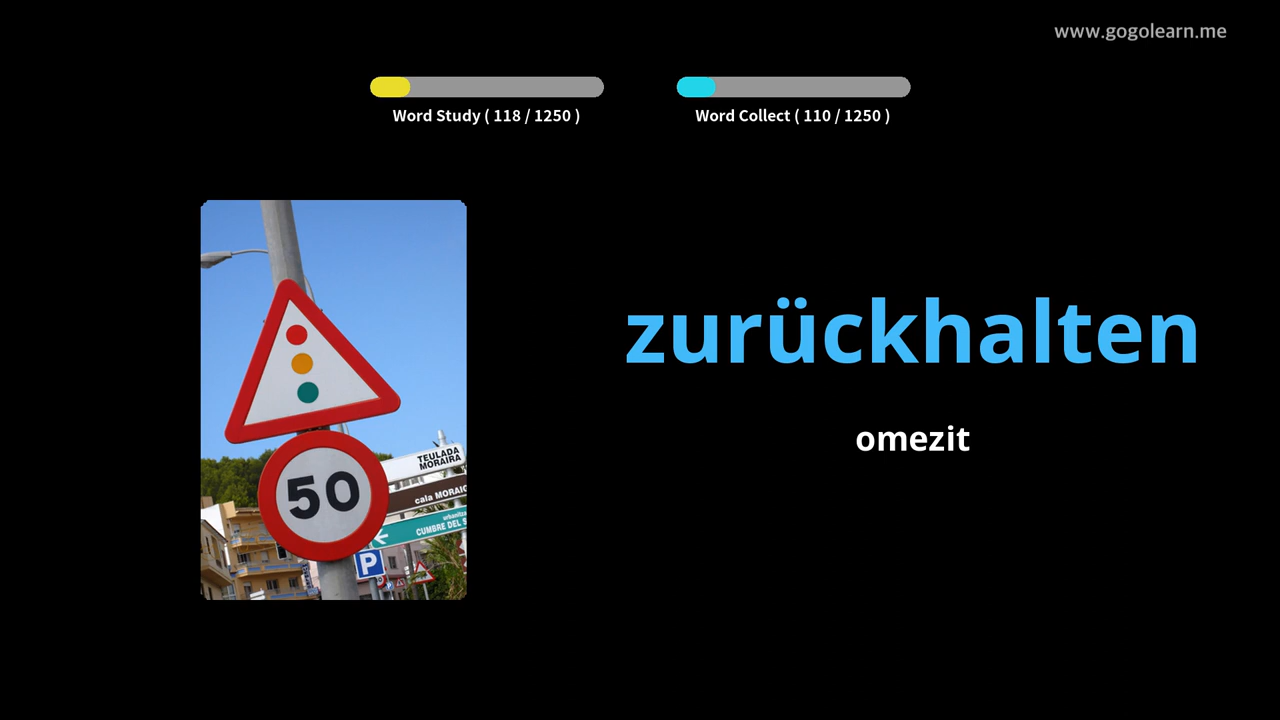 www.gogolearn.me
Word Study ( 118 / 1250 )
Word Collect ( 110 / 1250 )
zurückhalten
omezit
TEULADA
MORAIRA
cala MORAIG
CUMBRE DEL S
50
P